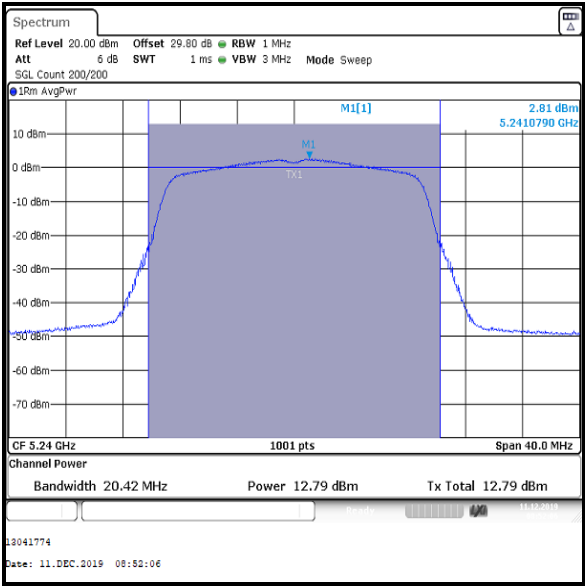 Spectrum
Ref Level 20.00 dBm Offset 29.80 dB RBW 1 MHz
Att 6 dB SWT 1 ms VBW 3 MHz Mode Sweep
SGL Count 200/200
1Rm AvgPwr
M1[1] 2.81 dBm
5.2410790 GHz
10 dBm
M1
0 dBm
TX1
-10 dBm
-20 dBm
-30 dBm
-40 dBm
-50 dBm
-60 dBm
-70 dBm
CF 5.24 GHz 1001 pts Span 40.0 MHz
Channel Power
Bandwidth 20.42 MHz Power 12.79 dBm Tx Total 12.79 dBm
Ready 11.12.2019
13041774
Date: 11.DEC.2019 08:52:06